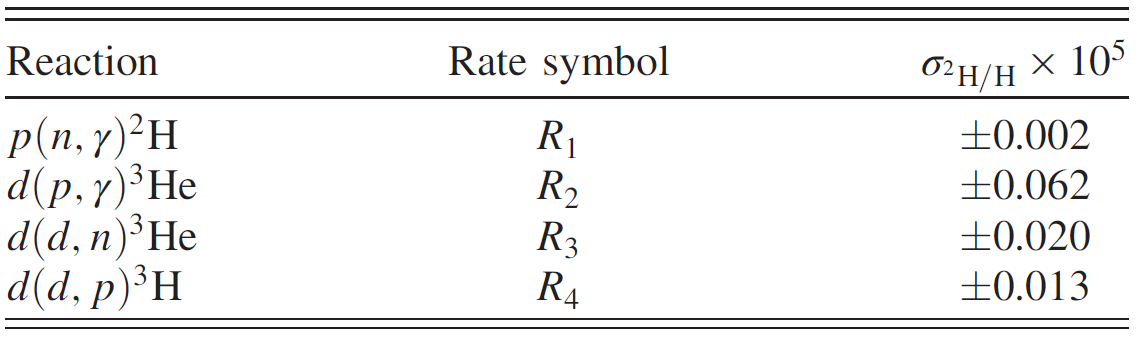 Reaction Rate symbol σ²H/H × 10⁵
p(n, γ)²H R₁ ±0.002
d(p, γ)³He R₂ ±0.062
d(d, n)³He R₃ ±0.020
d(d, p)³H R₄ ±0.013